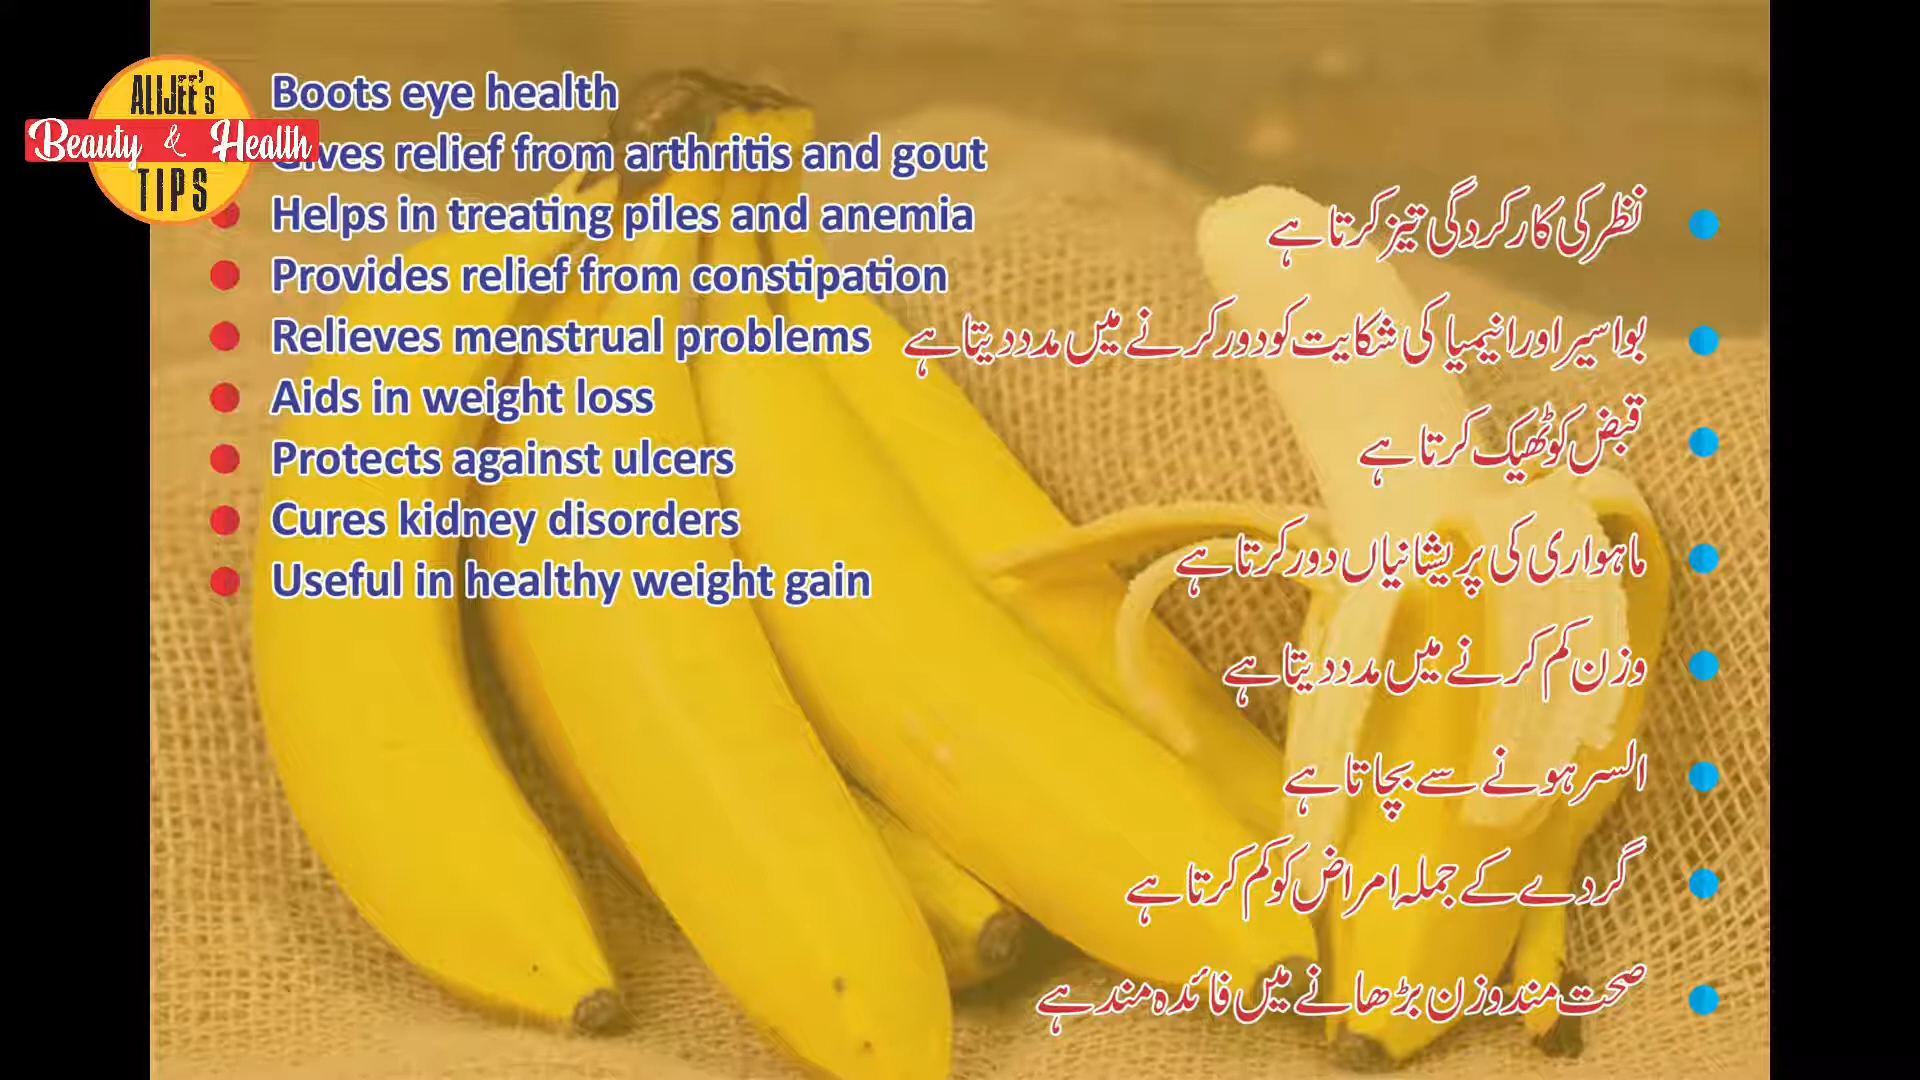 ALIJEE's
Beauty & Health
TIPS
Boots eye health
Gives relief from arthritis and gout
Helps in treating piles and anemia
Provides relief from constipation
Relieves menstrual problems
Aids in weight loss
Protects against ulcers
Cures kidney disorders
Useful in healthy weight gain
نظر کی کارکردگی تیز کرتا ہے
بواسیر اور انیمیا کی شکایت کو دور کرنے میں مدد دیتا ہے
قبض کو ٹھیک کرتا ہے
ماہواری کی پریشانیاں دور کرتا ہے
وزن کم کرنے میں مدد دیتا ہے
السر ہونے سے بچاتا ہے
گردے کے جملہ امراض کو کم کرتا ہے
صحت مند وزن بڑھانے میں فائدہ مند ہے